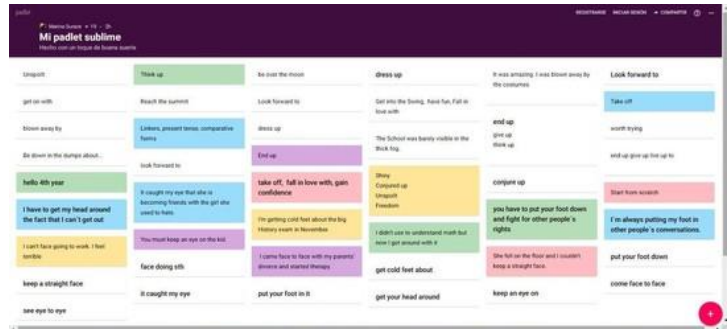 padlet
REGISTRARSE INICIAR SESIÓN COMPARTIR
Marina Sunsex + 19 · 2h
Mi padlet sublime
Hecho con un toque de buena suerte
Unspoilt
get on with
blown away by
Be down in the dumps about...
hello 4th year
I have to get my head around
the fact that I can´t get out
I can't face going to work. I feel
terrible
keep a straight face
see eye to eye
Think up
Reach the summit
Linkers, present tense, comparative
forms
look forward to
It caught my eye that she is
becoming friends with the girl she
used to hate.
You must keep an eye on the kid
face doing sth
it caught my eye
be over the moon
Look forward to
dress up
End up
take off, fall in love with, gain
confidence
I'm getting cold feet about the big
History exam in Novembre
I came face to face with my parents'
divorce and started therapy
put your foot in it
dress up
Get into the Swing, have fun, Fall in
love with
The School was barely visible in the
thick fog.
Shiny
Conjured up
Unspoilt
Freedom
I didn't use to understand math but
now I got around with it
get cold feet about
get your head around
It was amazing. I was blown away by
the costumes
end up
give up
think up
conjure up
you have to put your foot down
and fight for other people´s
rights
She fell on the floor and I couldn't
keep a straight face.
keep an eye on
Look forward to
Take off
worth trying
end up give up live up to
Start from scratch
I´m always putting my foot in
other people´s conversations.
put your foot down
come face to face